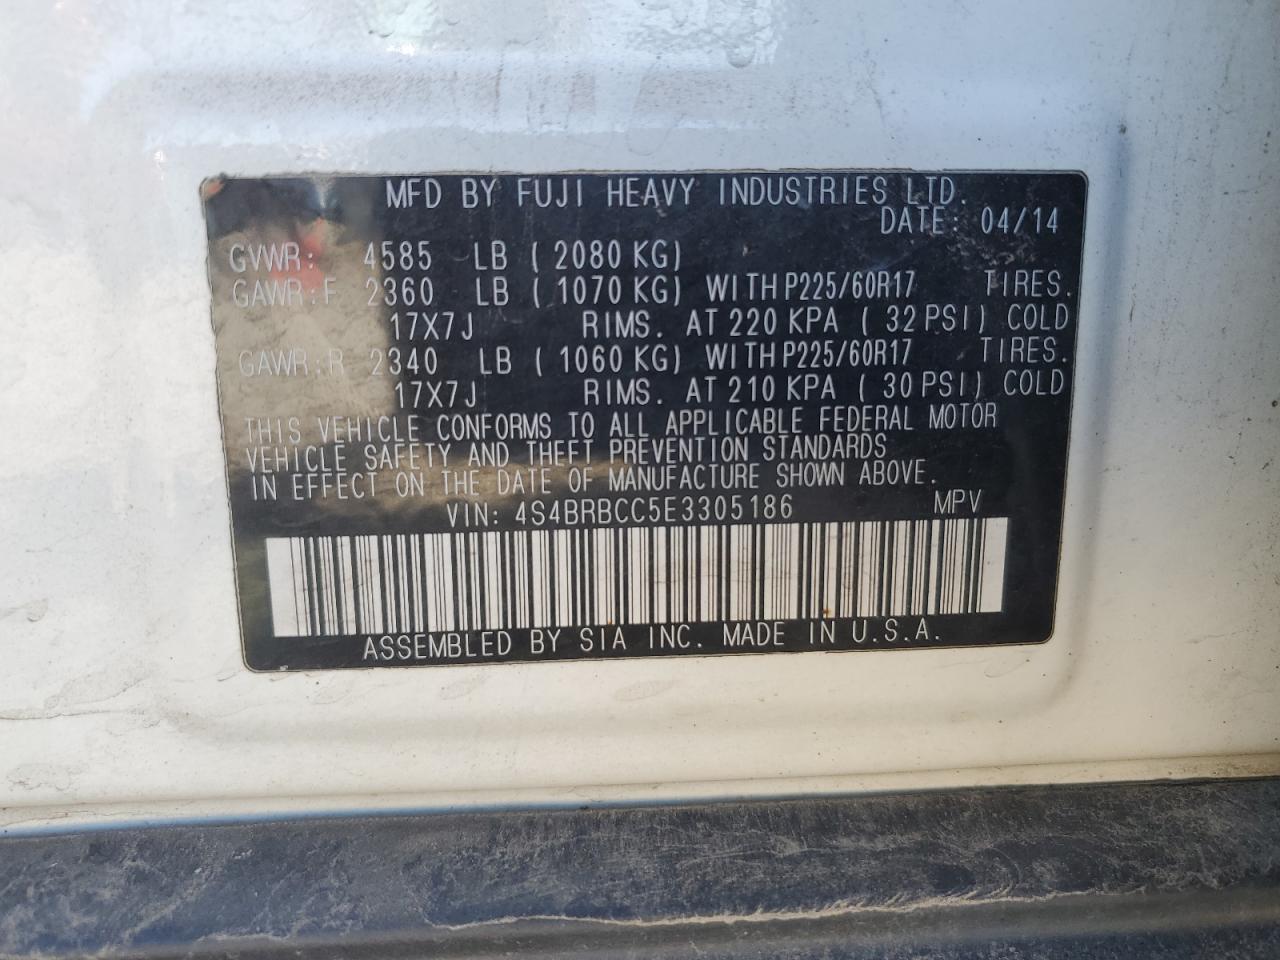 MFD BY FUJI HEAVY INDUSTRIES LTD.
DATE: 04/14
GVWR: 4585 LB ( 2080 KG)
GAWR:F 2360 LB ( 1070 KG) WITH P225/60R17 TIRES.
17X7J RIMS. AT 220 KPA ( 32 PSI) COLD
GAWR:R 2340 LB ( 1060 KG) WITH P225/60R17 TIRES.
17X7J RIMS. AT 210 KPA ( 30 PSI) COLD
THIS VEHICLE CONFORMS TO ALL APPLICABLE FEDERAL MOTOR
VEHICLE SAFETY AND THEFT PREVENTION STANDARDS
IN EFFECT ON THE DATE OF MANUFACTURE SHOWN ABOVE.
VIN: 4S4BRBCC5E3305186 MPV
ASSEMBLED BY SIA INC. MADE IN U.S.A.